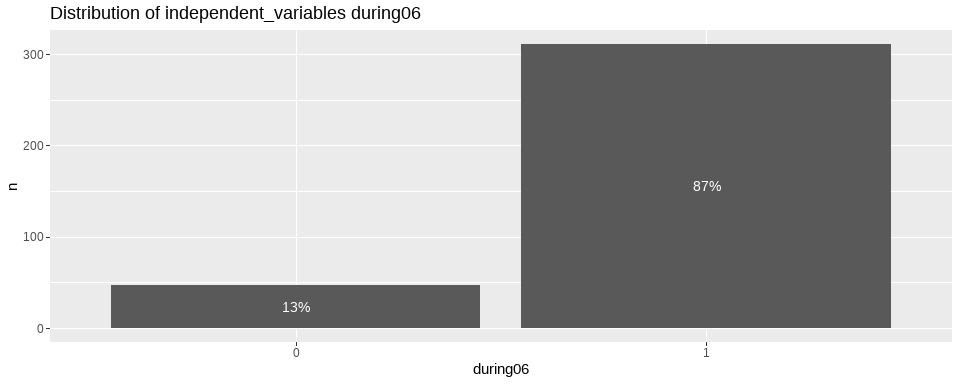 Distribution of independent_variables during06
300
200
100
0
n
87%
13%
0
1
during06